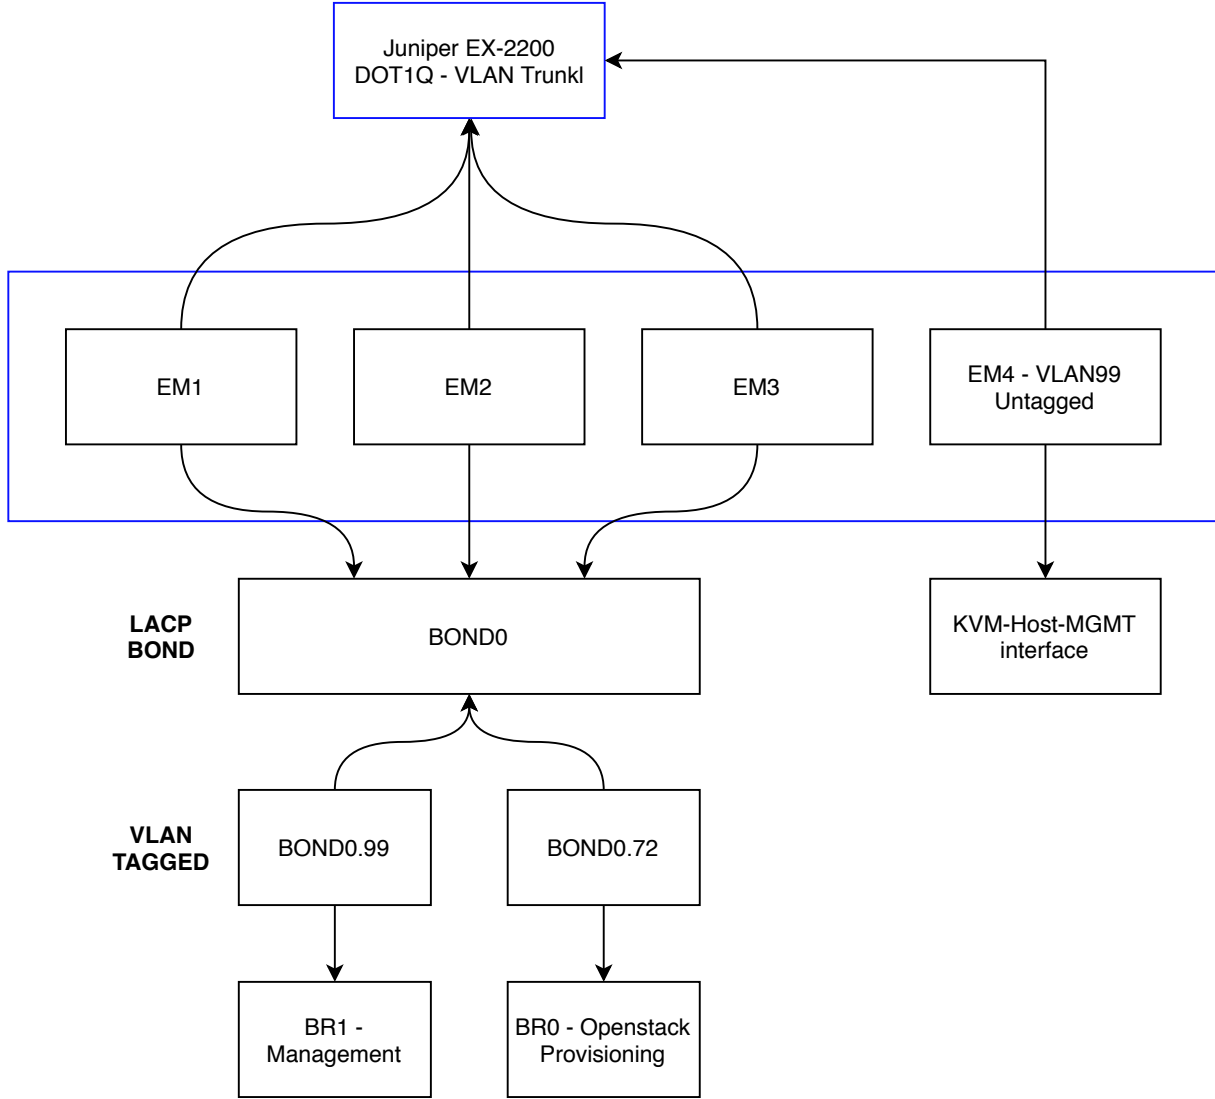 Juniper EX-2200
DOT1Q - VLAN Trunkl
EM1
EM2
EM3
EM4 - VLAN99
Untagged
LACP
BOND
BOND0
KVM-Host-MGMT
interface
VLAN
TAGGED
BOND0.99
BOND0.72
BR1 -
Management
BR0 - Openstack
Provisioning